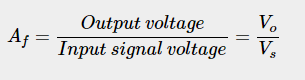 A_f = Output voltage / Input signal voltage = V_o / V_s